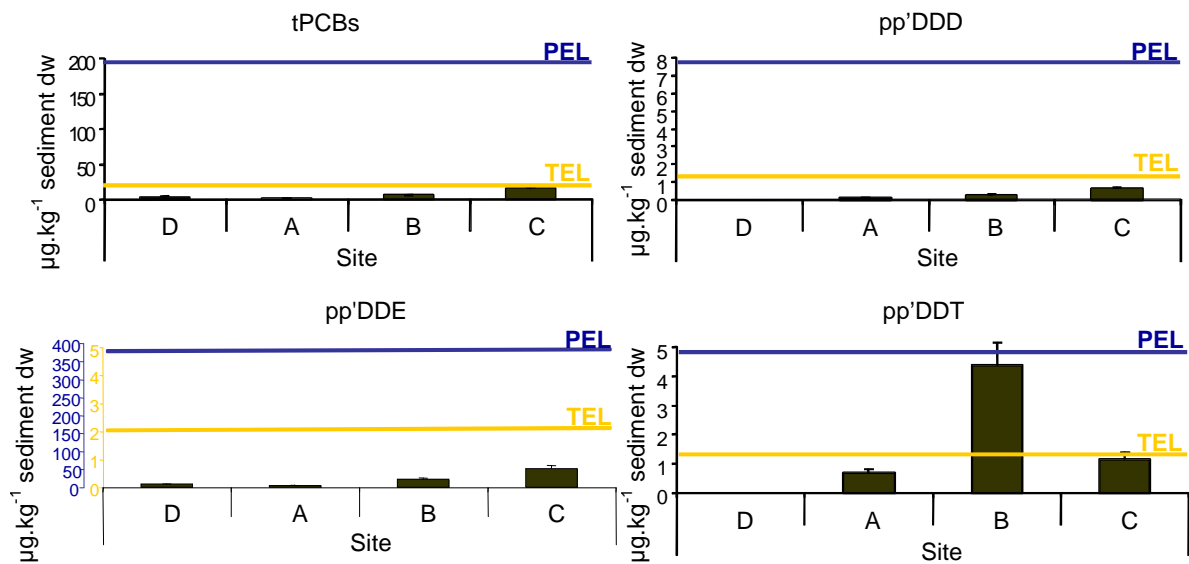 tPCBs
µg.kg⁻¹ sediment dw
200
150
100
50
0
PEL
TEL
D A B C
Site
pp’DDD
µg.kg⁻¹ sediment dw
8
7
6
5
4
3
2
1
0
PEL
TEL
D A B C
Site
pp'DDE
µg.kg⁻¹ sediment dw
400
350
300
250
200
150
100
50
0
5
4
3
2
1
0
PEL
TEL
D A B C
Site
pp’DDT
µg.kg⁻¹ sediment dw
5
4
3
2
1
0
PEL
TEL
D A B C
Site